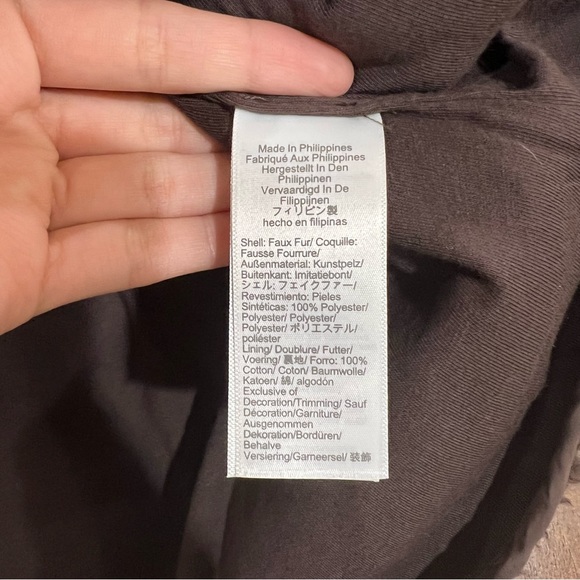 Made In Philippines
Fabriqué Aux Philippines
Hergestellt In Den
Philippinen
Vervaardigd In De
Filippijnen
フィリピン製
hecho en filipinas
Shell: Faux Fur/ Coquille:
Fausse Fourrure/
Außenmaterial: Kunstpelz/
Buitenkant: Imitatiebont/
シェル: フェイクファー/
Revestimiento: Pieles
Sintéticas: 100% Polyester/
Polyester/ Polyester/
Polyester/ ポリエステル/
poliéster
Lining/ Doublure/ Futter/
Voering/ 裏地/ Forro: 100%
Cotton/ Coton/ Baumwolle/
Katoen/ 綿/ algodón
Exclusive of
Decoration/Trimming/ Sauf
Décoration/Garniture/
Ausgenommen
Dekoration/Bordüren/
Behalve
Versiering/Garneersel/ 装飾